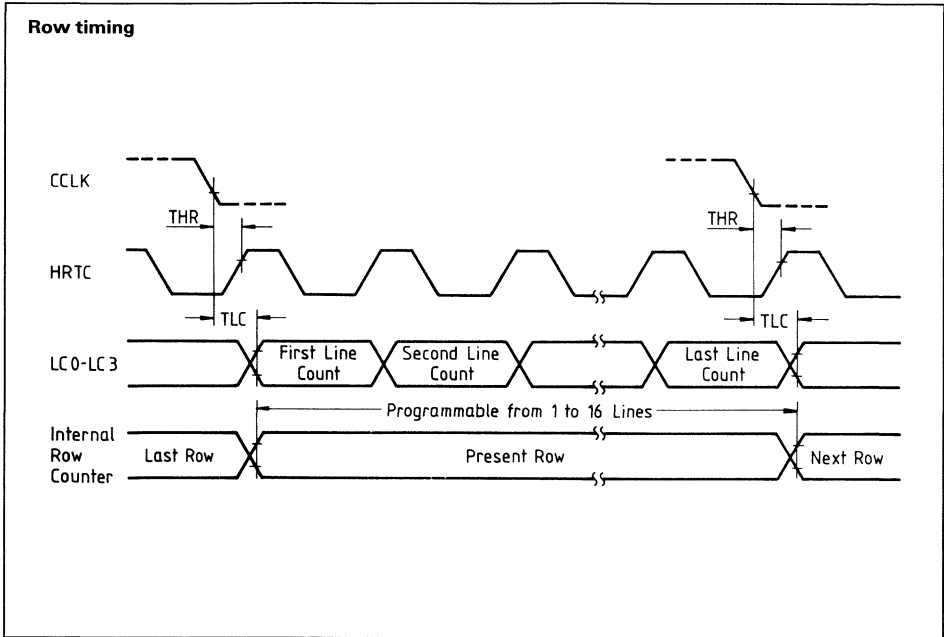 Row timing
CCLK
THR
THR
HRTC
TLC
TLC
LC0-LC3
First Line
Count
Second Line
Count
Last Line
Count
Programmable from 1 to 16 Lines
Internal
Row
Counter
Last Row
Present Row
Next Row